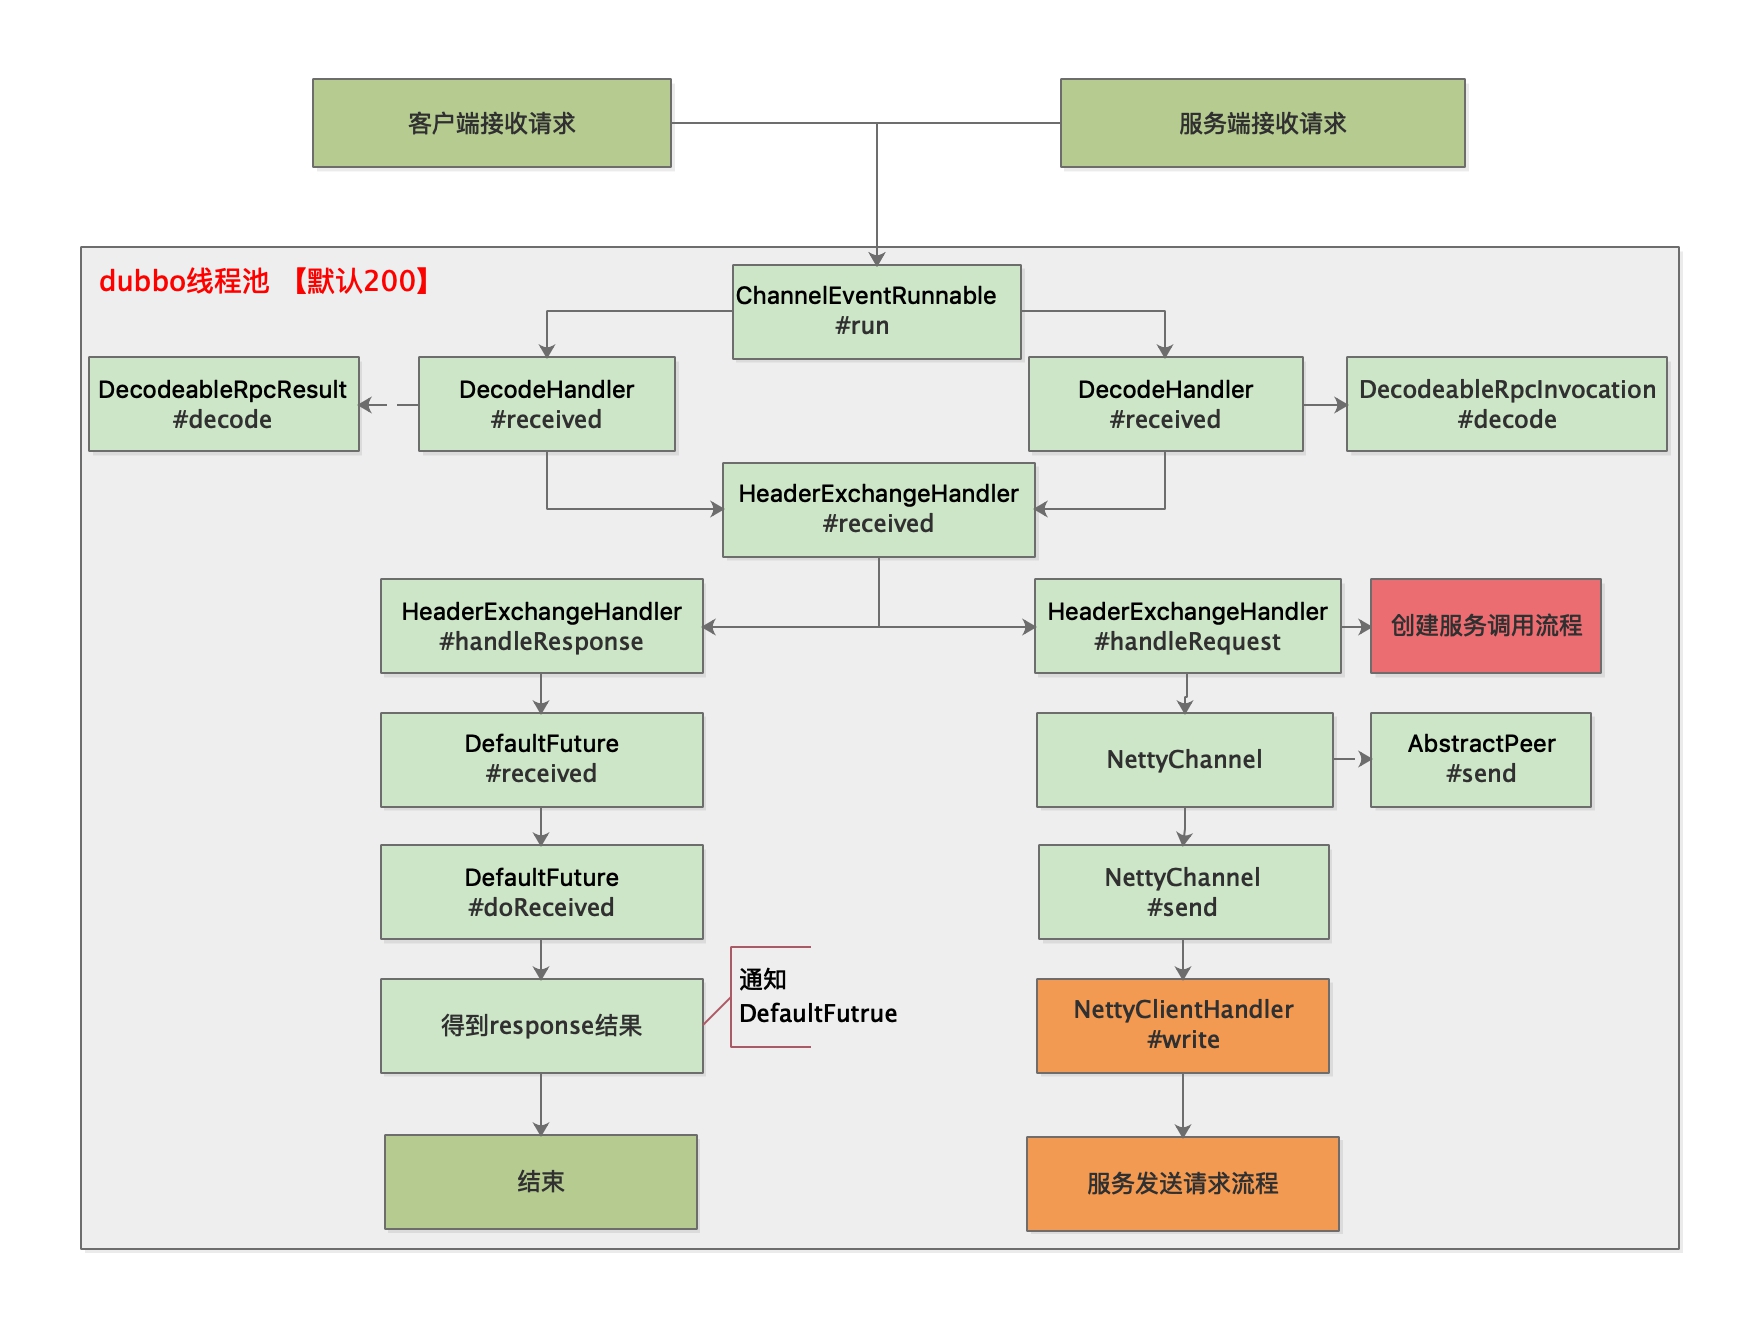 客户端接收请求
服务端接收请求
dubbo线程池 【默认200】
ChannelEventRunnable
#run
DecodeableRpcResult
#decode
DecodeHandler
#received
DecodeHandler
#received
DecodeableRpcInvocation
#decode
HeaderExchangeHandler
#received
HeaderExchangeHandler
#handleResponse
HeaderExchangeHandler
#handleRequest
创建服务调用流程
DefaultFuture
#received
NettyChannel
AbstractPeer
#send
DefaultFuture
#doReceived
NettyChannel
#send
得到response结果
通知
DefaultFutrue
NettyClientHandler
#write
结束
服务发送请求流程